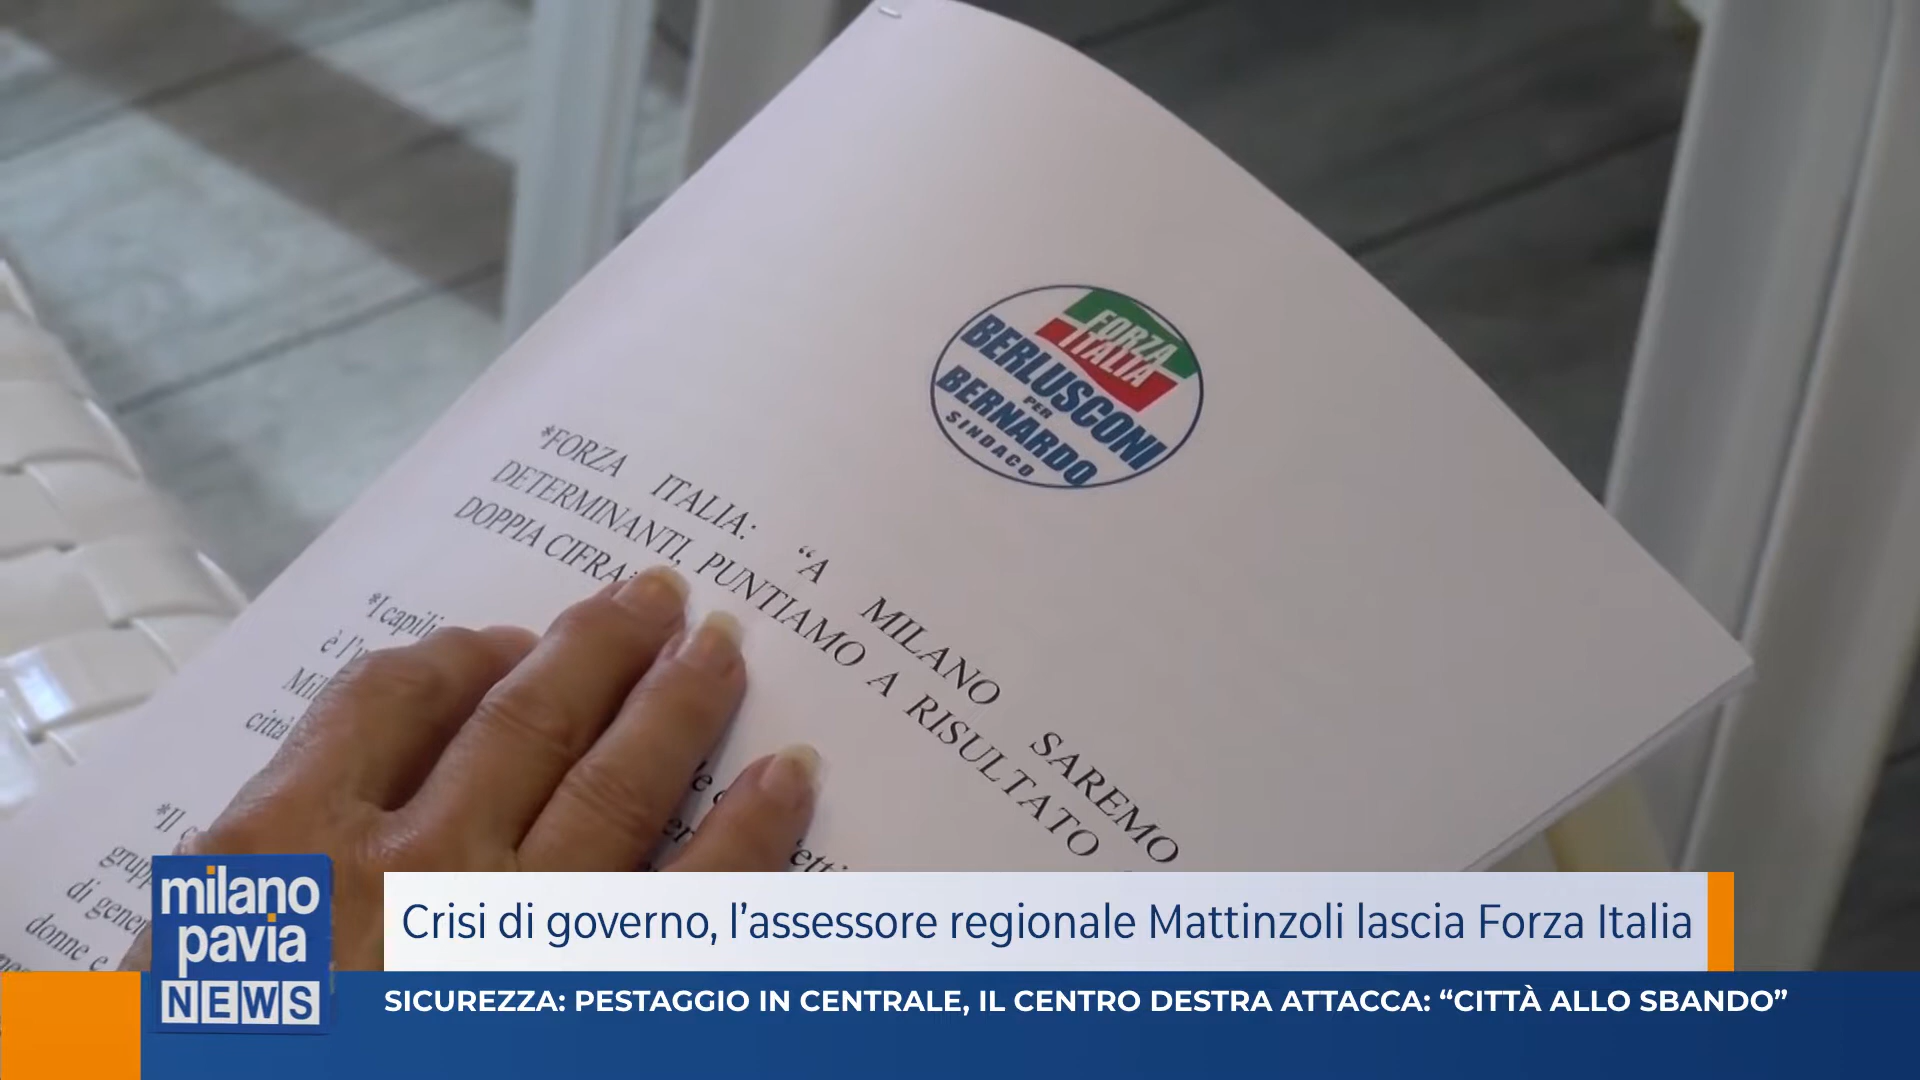 FORZA
ITALIA
BERLUSCONI
PER
BERNARDO
SINDACO
*FORZA ITALIA: “A MILANO SAREMO
DETERMINANTI, PUNTIAMO A RISULTATO
DOPPIA CIFRA
*I capili
è l'u
città
*Il
grup
di gener
donne e
milano
pavia
NEWS
Crisi di governo, l’assessore regionale Mattinzoli lascia Forza Italia
SICUREZZA: PESTAGGIO IN CENTRALE, IL CENTRO DESTRA ATTACCA: “CITTÀ ALLO SBANDO”